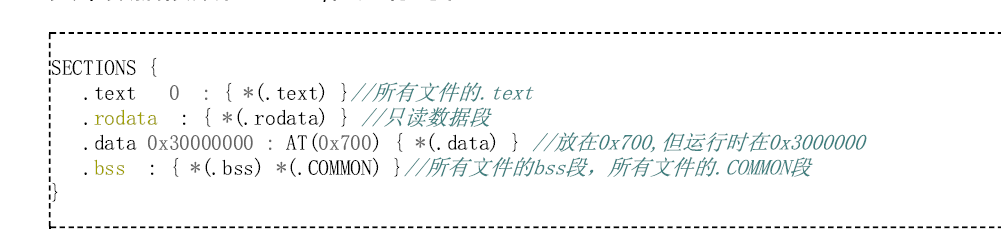 SECTIONS {
.text 0 : { *(.text) }//所有文件的.text
.rodata : { *(.rodata) } //只读数据段
.data 0x30000000 : AT(0x700) { *(.data) } //放在0x700,但运行时在0x3000000
.bss : { *(.bss) *(.COMMON) }//所有文件的bss段，所有文件的.COMMON段
}